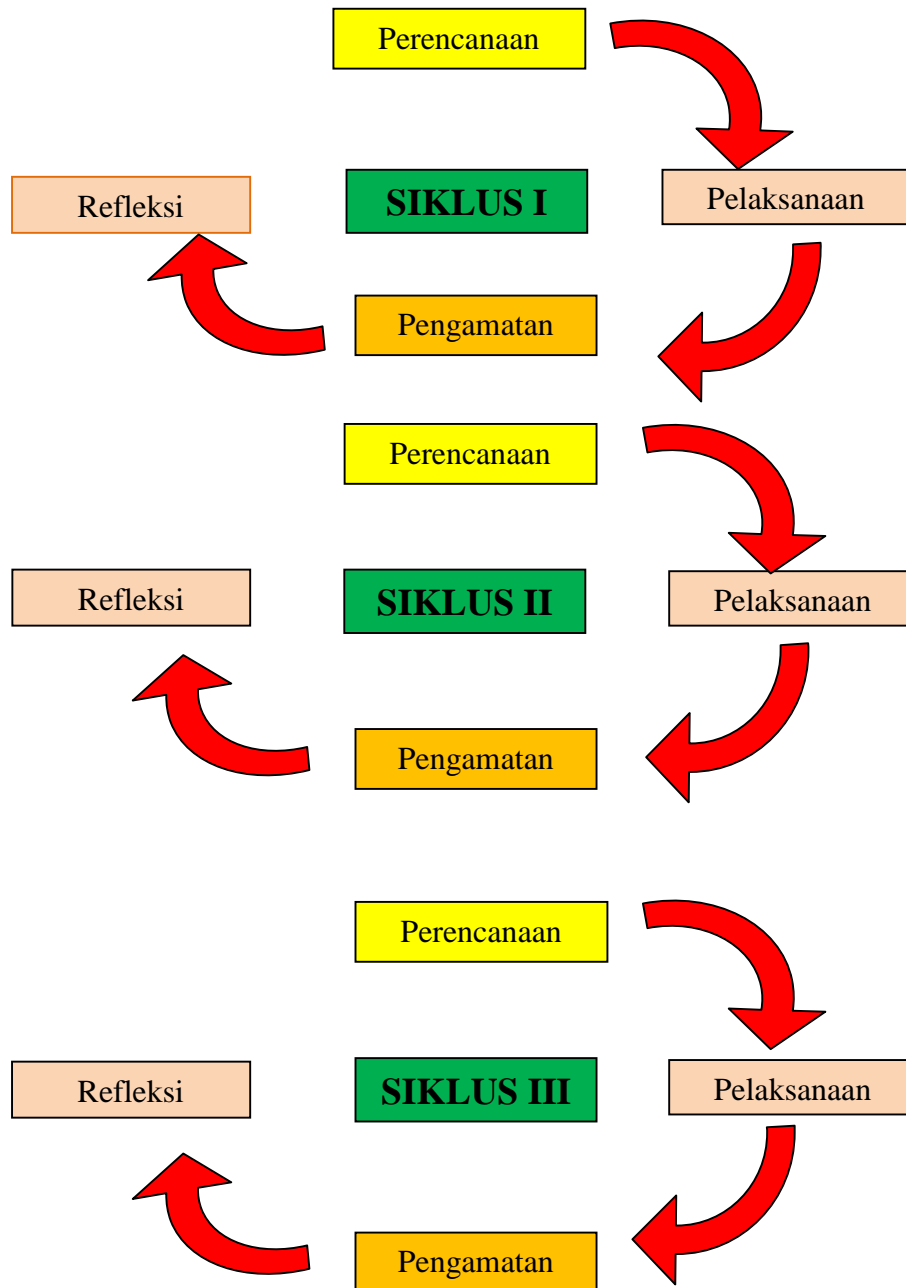 Perencanaan
Refleksi
SIKLUS I
Pelaksanaan
Pengamatan
Perencanaan
Refleksi
SIKLUS II
Pelaksanaan
Pengamatan
Perencanaan
Refleksi
SIKLUS III
Pelaksanaan
Pengamatan